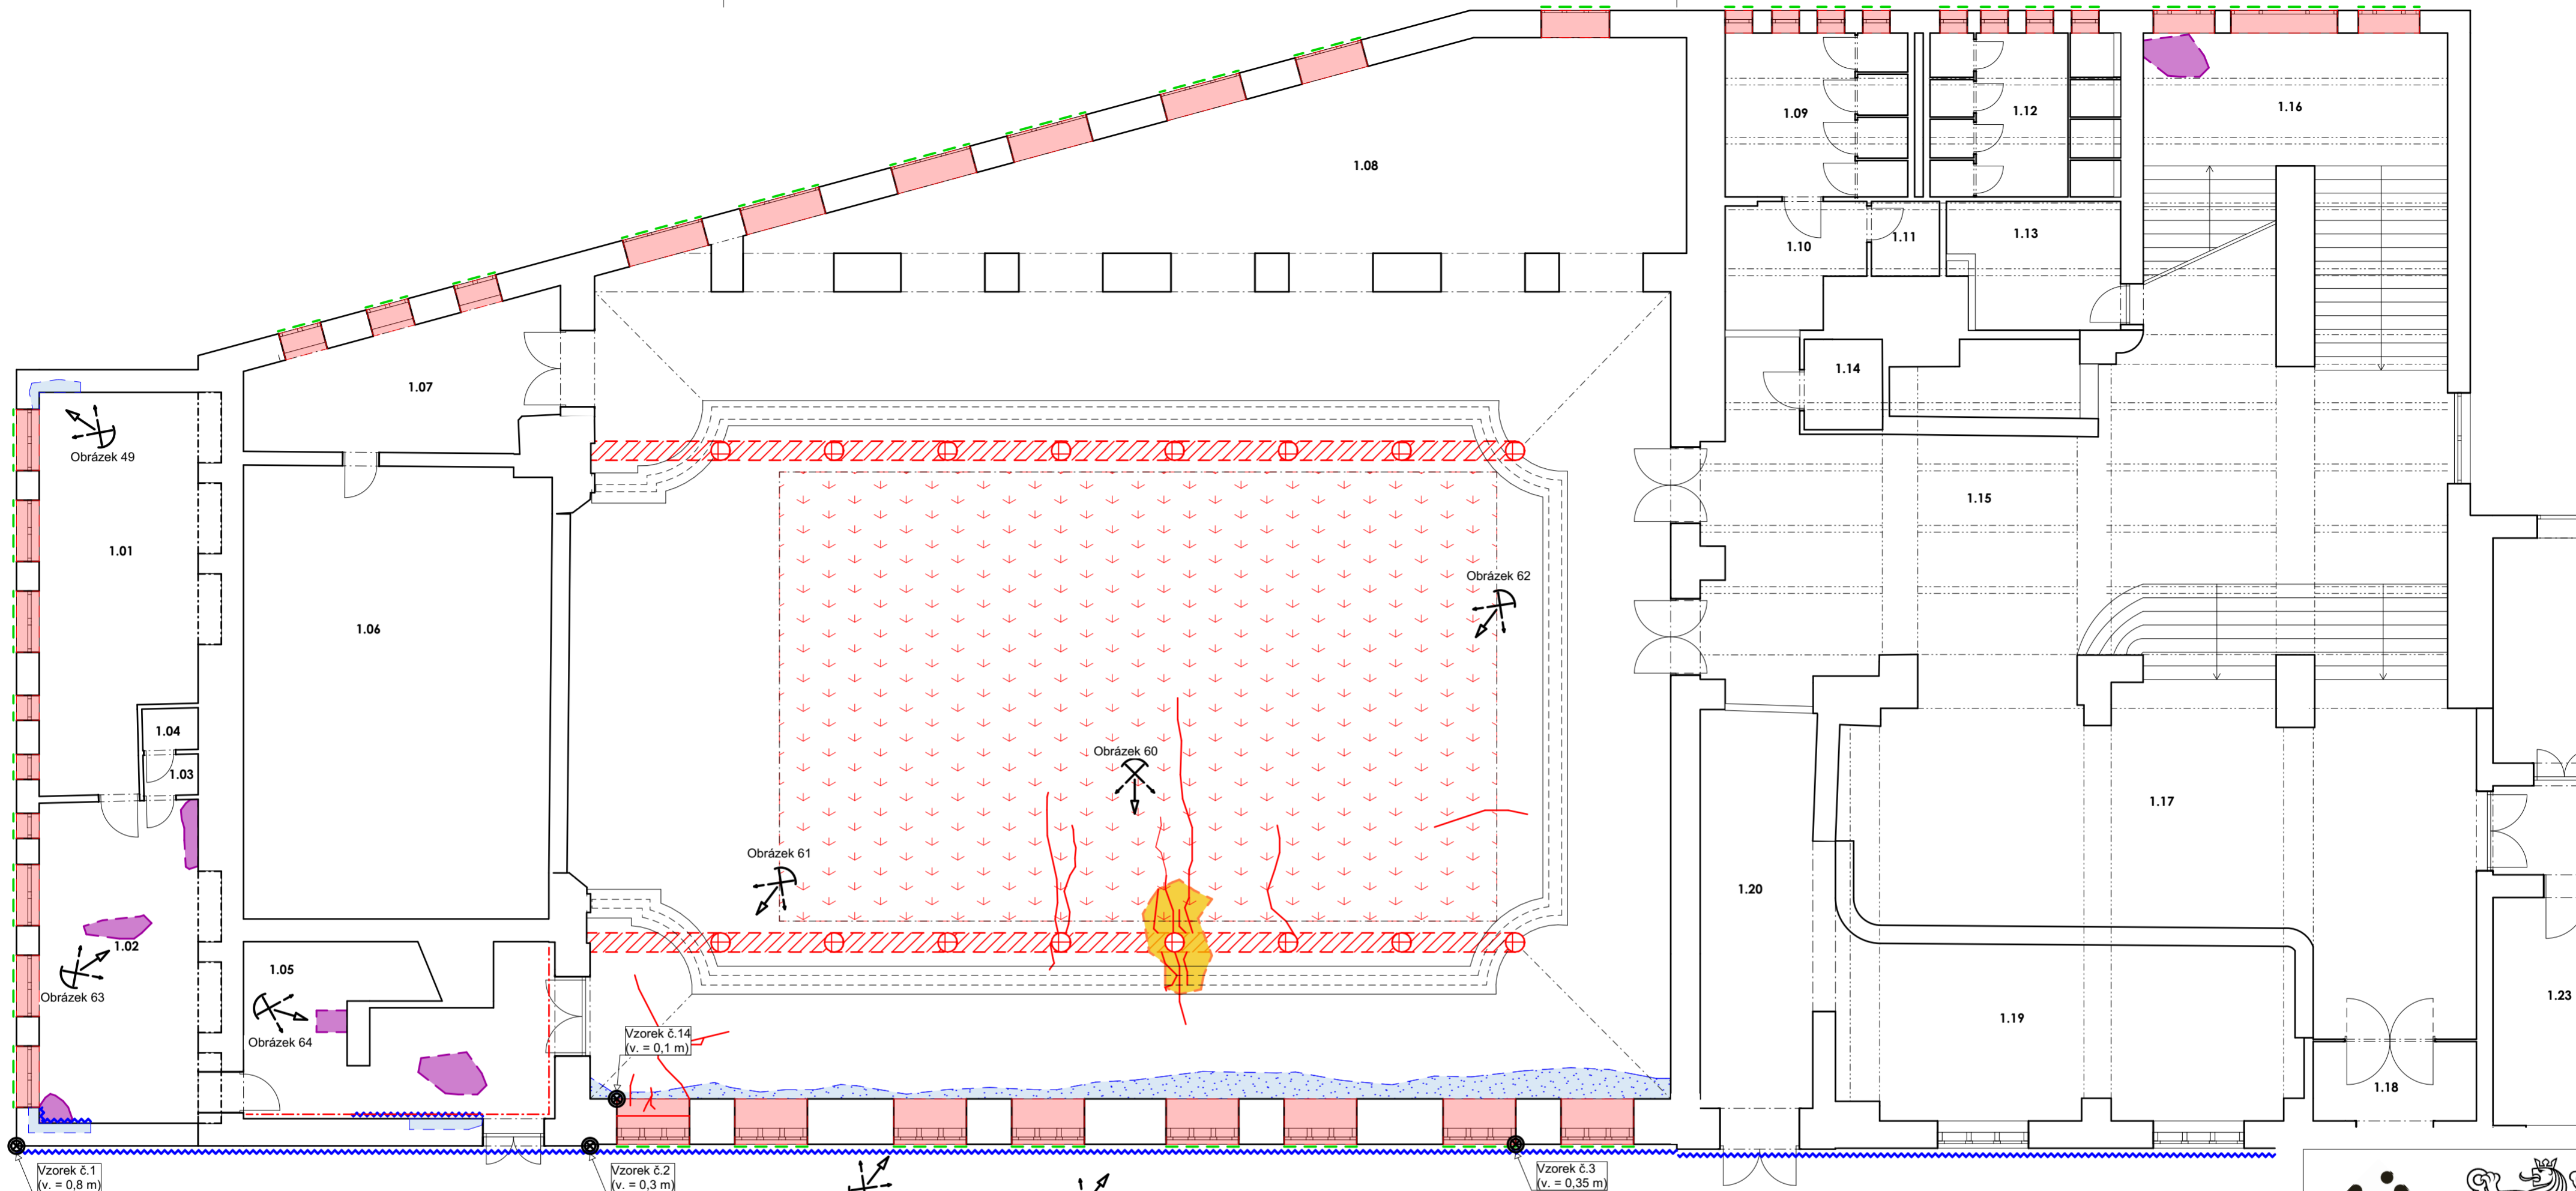 1.09
1.12
1.16
1.08
1.11
1.13
1.10
1.14
1.07
Obrázek 49
1.15
1.01
Obrázek 62
1.06
1.04
Obrázek 60
1.03
1.17
Obrázek 61
1.20
1.02
1.05
Obrázek 63
1.23
1.19
Obrázek 64
Vzorek č.14
(v. = 0,1 m)
1.18
Vzorek č.1
(v. = 0,8 m)
Vzorek č.2
(v. = 0,3 m)
Vzorek č.3
(v. = 0,35 m)